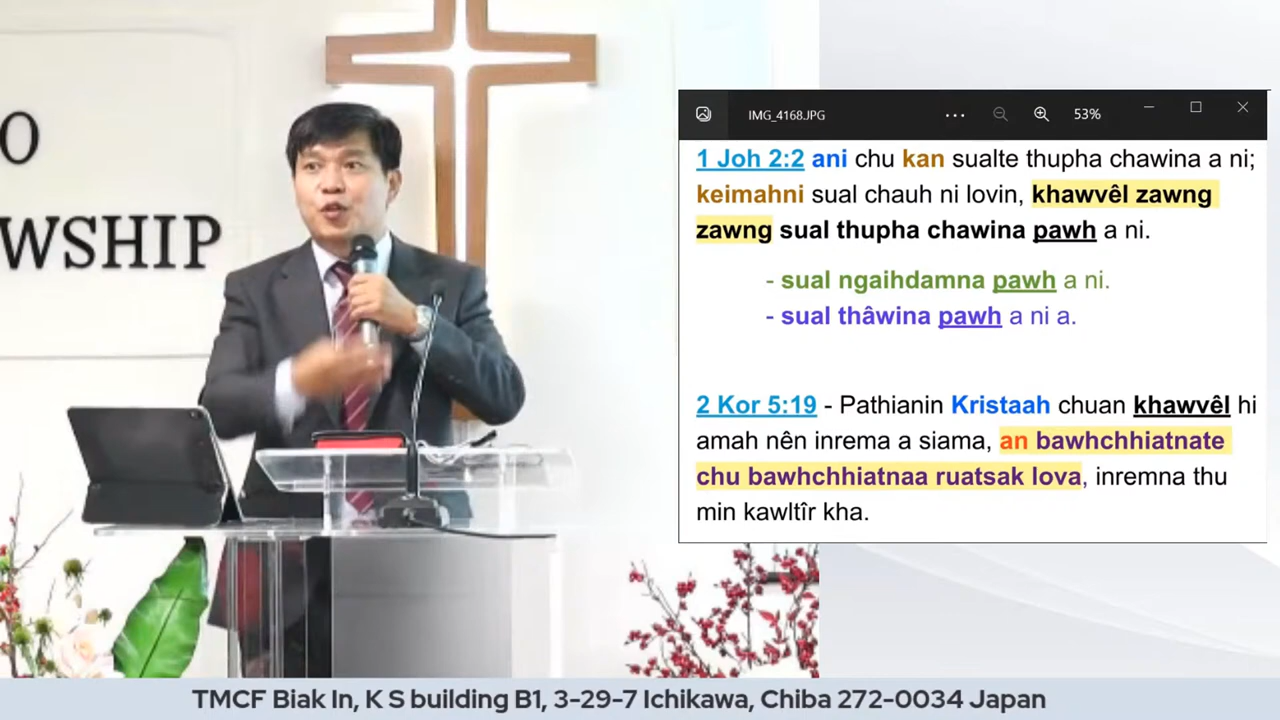 O
WSHIP
IMG_4168.JPG
53%
1 Joh 2:2 ani chu kan sualte thupha chawina a ni;
keimahni sual chauh ni lovin, khawvêl zawng
zawng sual thupha chawina pawh a ni.
- sual ngaihdamna pawh a ni.
- sual thâwina pawh a ni a.
2 Kor 5:19 - Pathianin Kristaah chuan khawvêl hi
amah nên inrema a siama, an bawhchhiatnate
chu bawhchhiatnaa ruatsak lova, inremna thu
min kawltîr kha.
TMCF Biak In, K S building B1, 3-29-7 Ichikawa, Chiba 272-0034 Japan